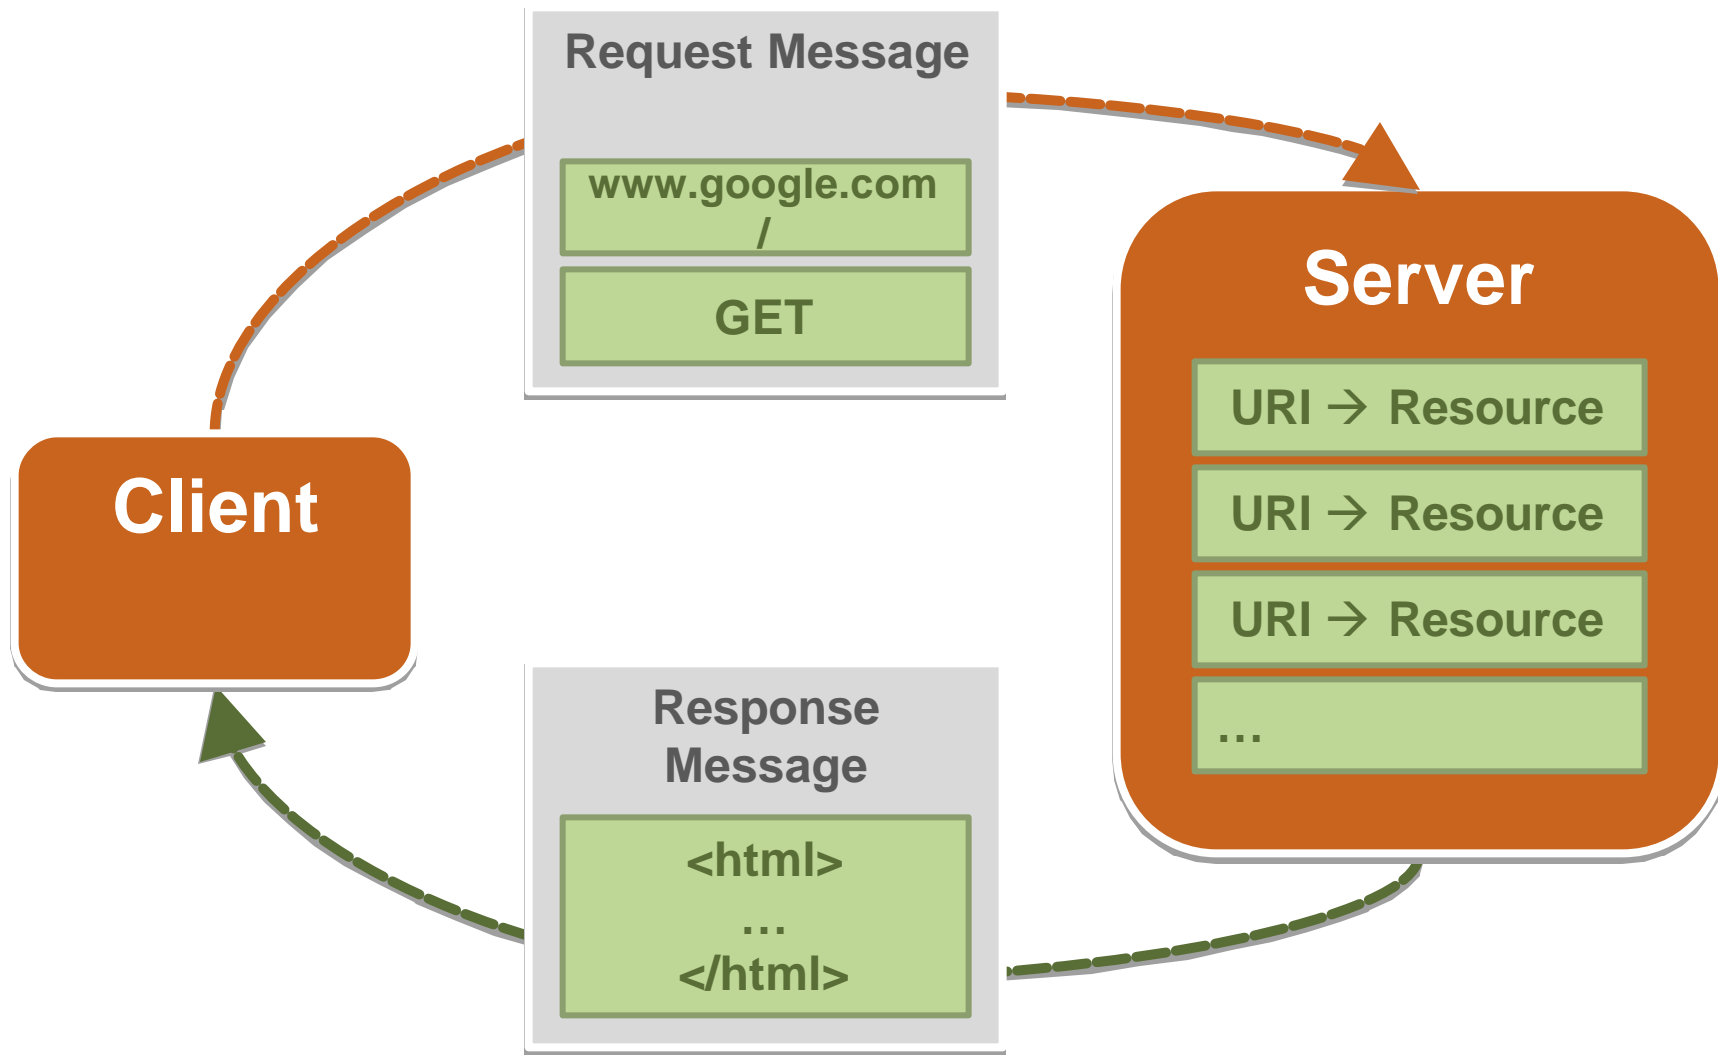 Request Message
www.google.com
/
GET
Server
URI → Resource
URI → Resource
URI → Resource
…
Client
Response
Message
<html>
…
</html>